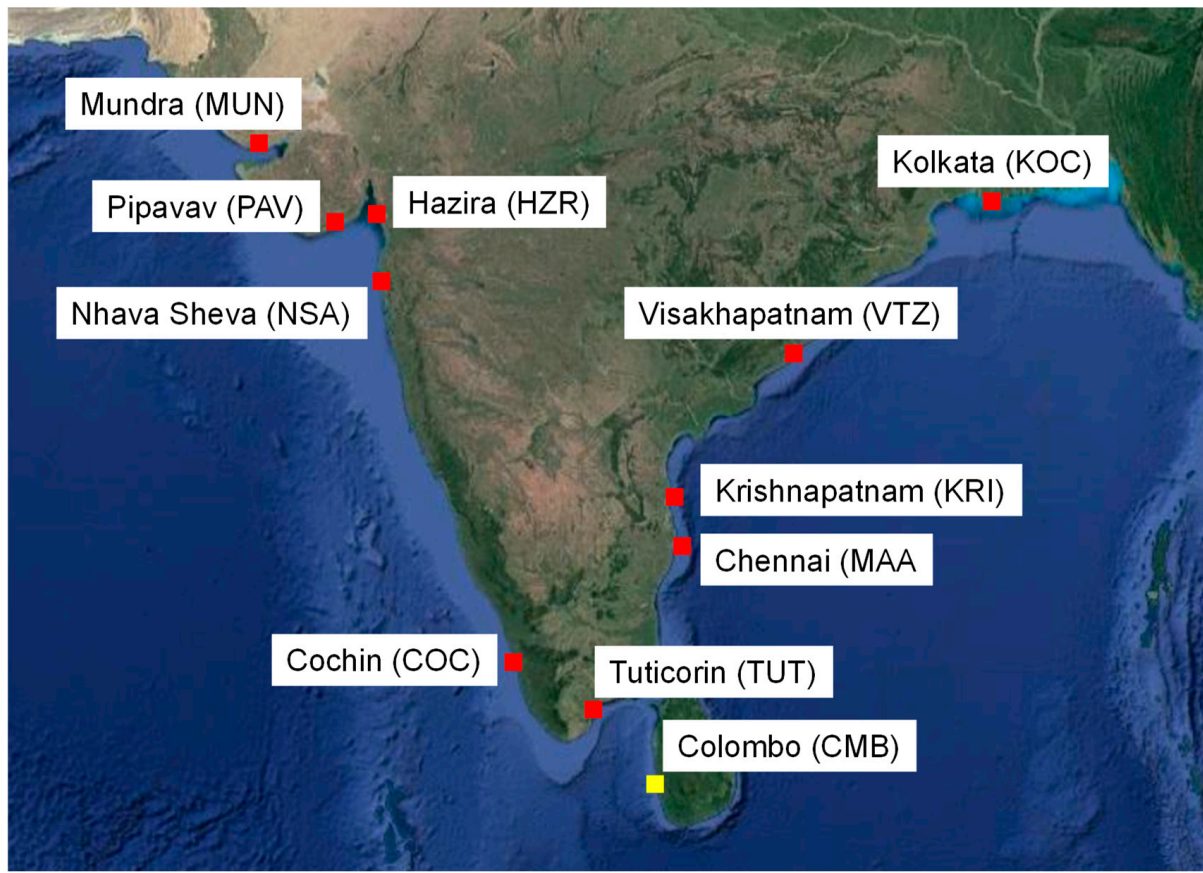 Mundra (MUN)
Kolkata (KOC)
Pipavav (PAV)
Hazira (HZR)
Nhava Sheva (NSA)
Visakhapatnam (VTZ)
Krishnapatnam (KRI)
Chennai (MAA
Cochin (COC)
Tuticorin (TUT)
Colombo (CMB)